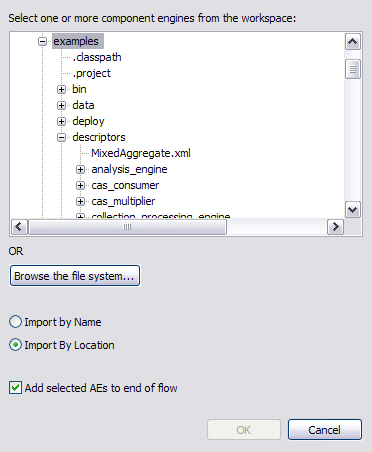 Select one or more component engines from the workspace:
examples
.classpath
.project
bin
data
deploy
descriptors
MixedAggregate.xml
analysis_engine
cas_consumer
cas_multiplier
collection_processing_engine
OR
Browse the file system...
Import by Name
Import By Location
Add selected AEs to end of flow
OK
Cancel